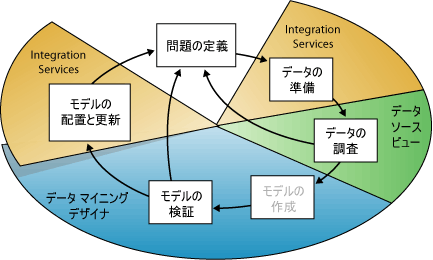 問題の定義
Integration
Services
データの
準備
データ
ソース
ビュー
データの
調査
モデルの
作成
モデルの
検証
データ マイニング
デザイナ
モデルの
配置と更新
Integration
Services